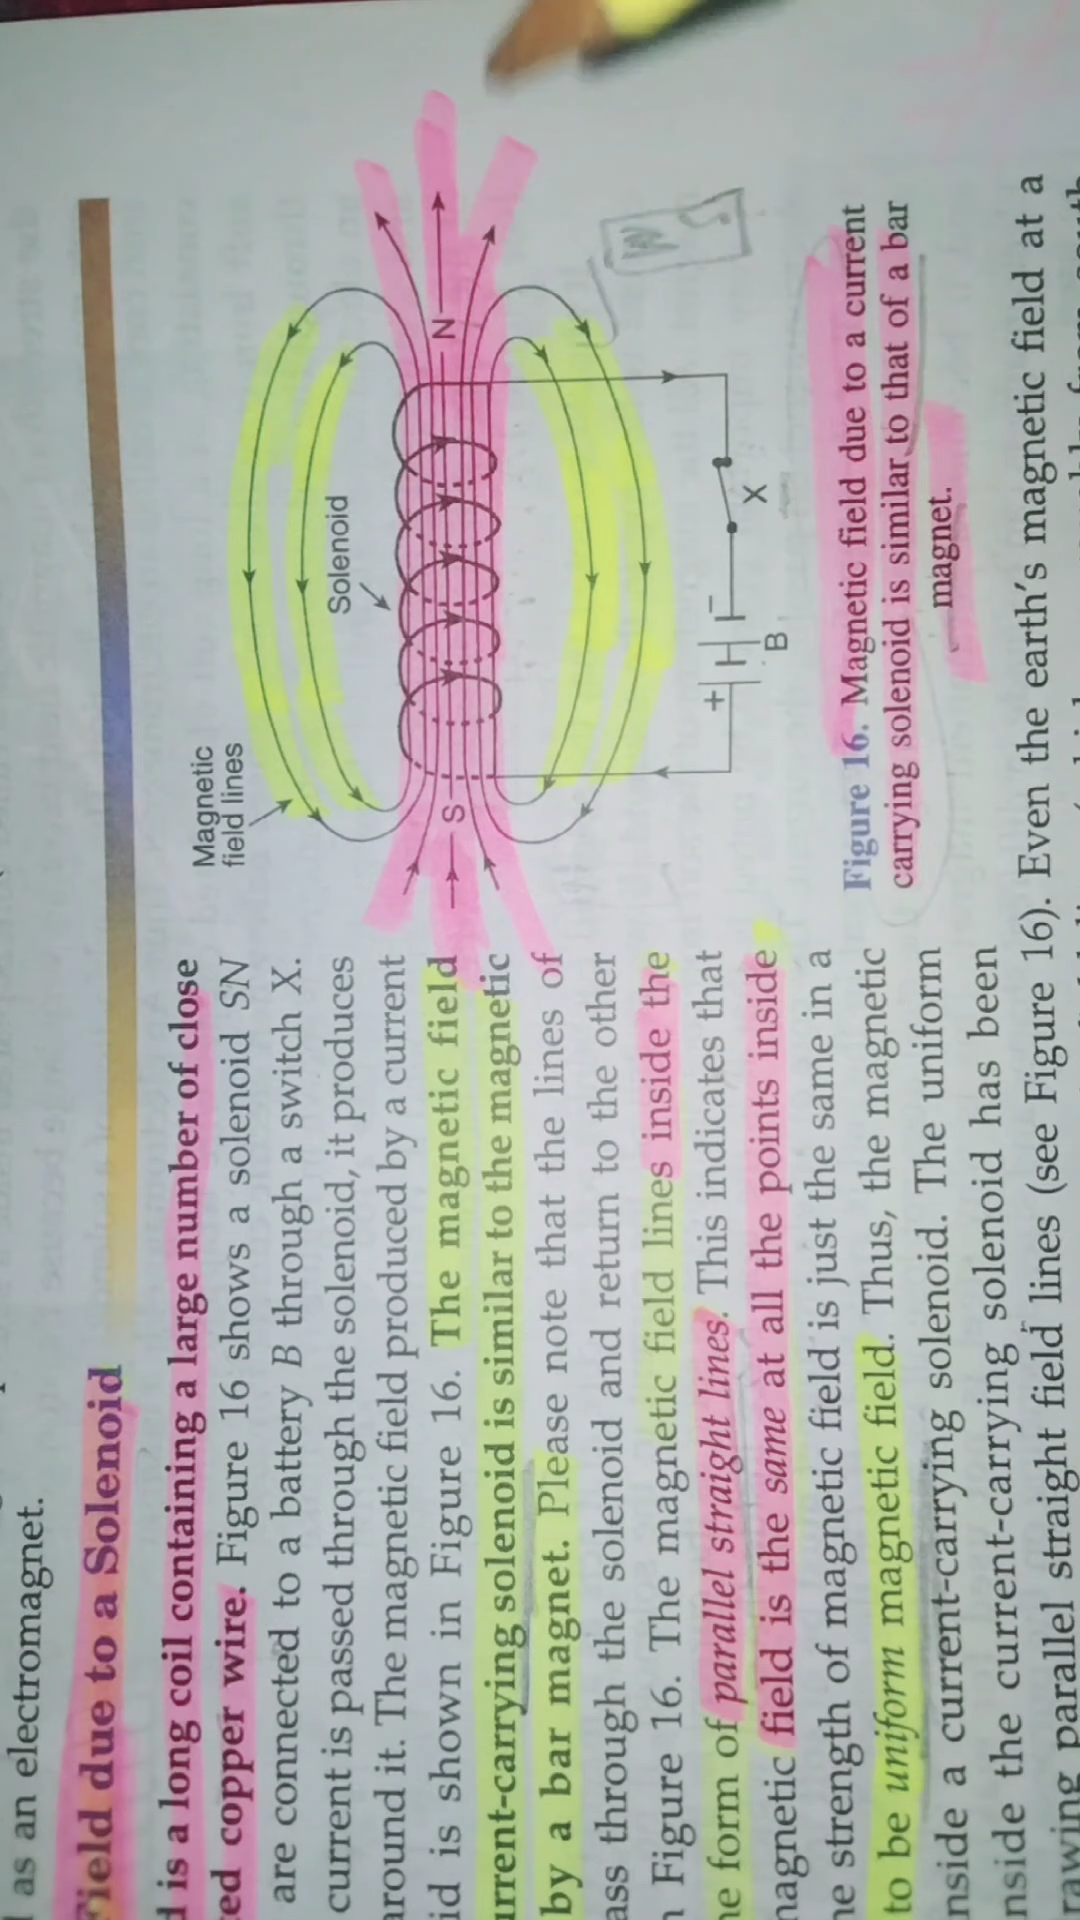 as an electromagnet.
Field due to a Solenoid
is a long coil containing a large number of close
ted copper wire. Figure 16 shows a solenoid SN
are connected to a battery B through a switch X.
current is passed through the solenoid, it produces
around it. The magnetic field produced by a current
id is shown in Figure 16. The magnetic field
urrent-carrying solenoid is similar to the magnetic
by a bar magnet. Please note that the lines of
ass through the solenoid and return to the other
n Figure 16. The magnetic field lines inside the
he form of parallel straight lines. This indicates that
magnetic field is the same at all the points inside
he strength of magnetic field is just the same in a
to be uniform magnetic field. Thus, the magnetic
nside a current-carrying solenoid. The uniform
nside the current-carrying solenoid has been
rawing parallel straight field lines (see Figure 16). Even the earth's magnetic field at a
Magnetic
field lines
Solenoid
S
N
+
–
B
X
Figure 16. Magnetic field due to a current
carrying solenoid is similar to that of a bar
magnet.